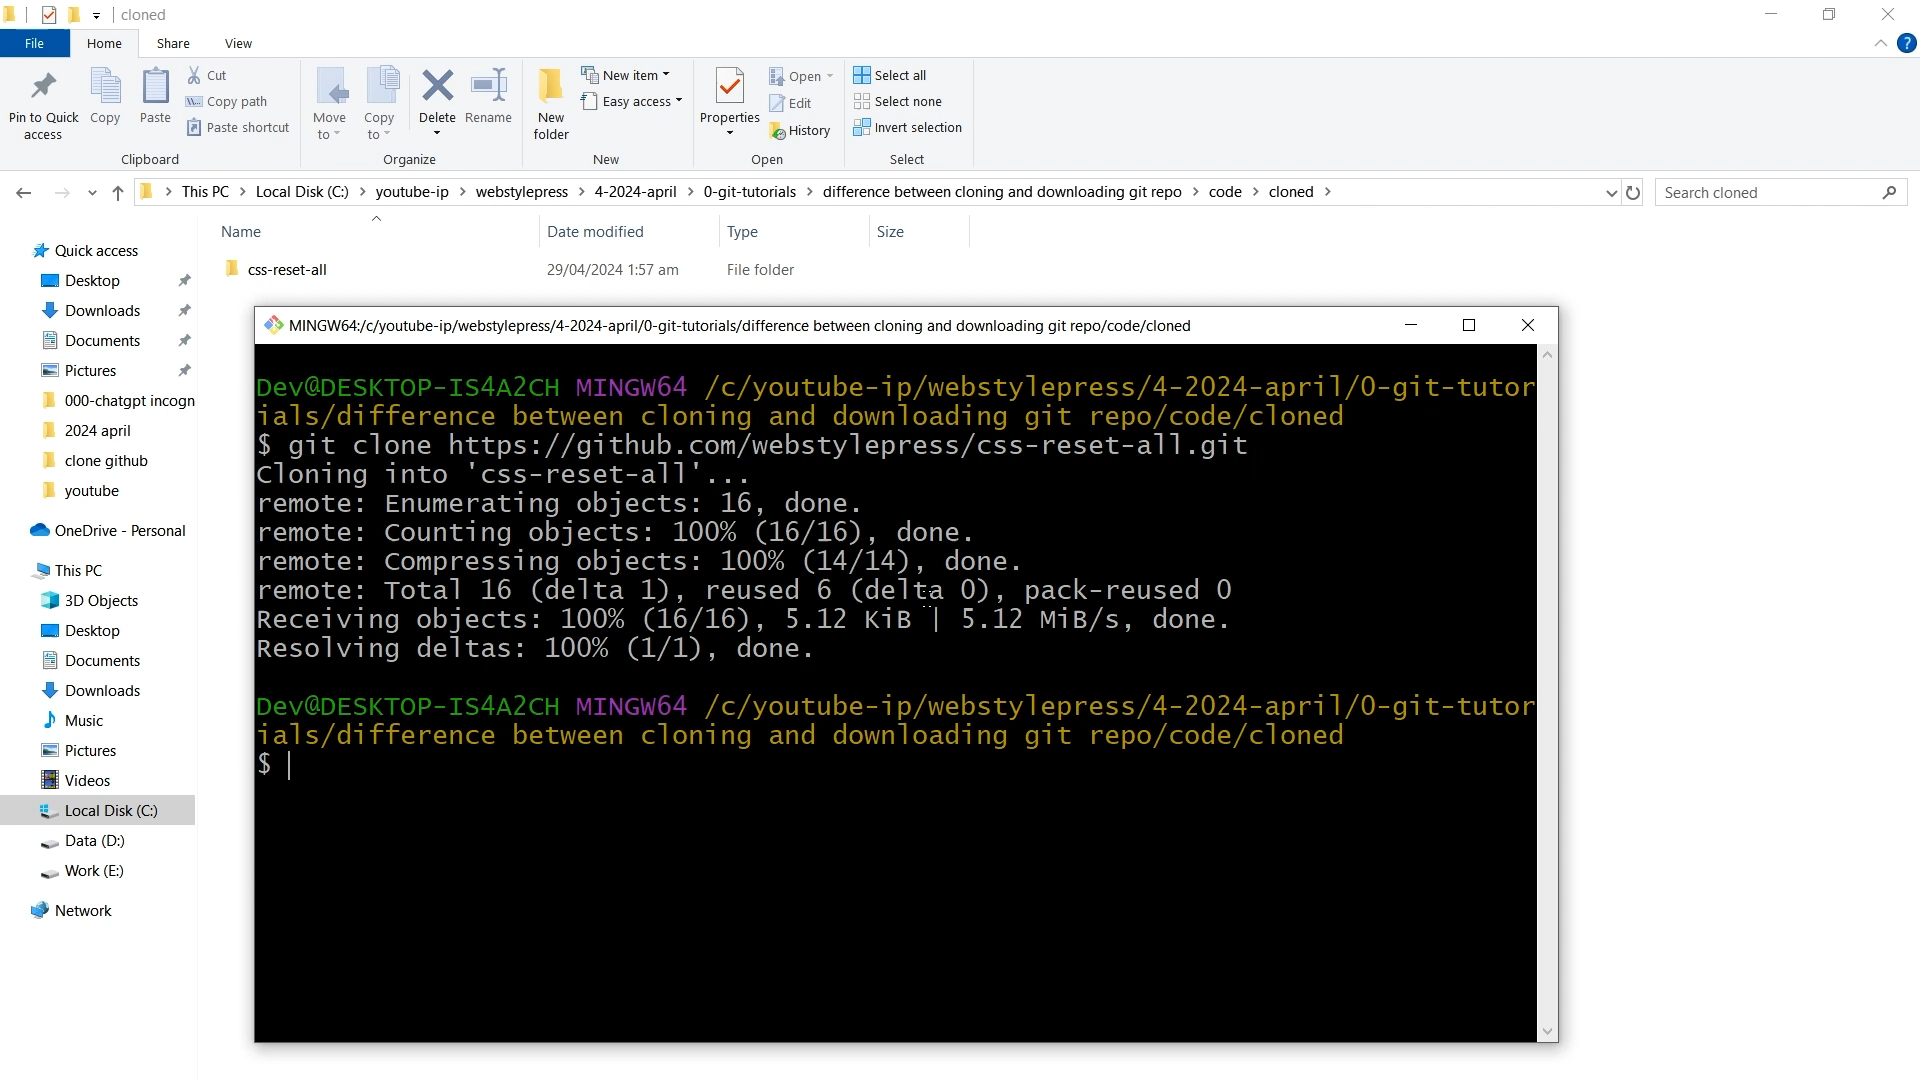 cloned
File Home Share View
Pin to Quick access
Copy
Paste
Cut
Copy path
Paste shortcut
Clipboard
Move to
Copy to
Delete
Rename
Organize
New folder
New item
Easy access
New
Properties
Open
Edit
History
Open
Select all
Select none
Invert selection
Select
This PC > Local Disk (C:) > youtube-ip > webstylepress > 4-2024-april > 0-git-tutorials > difference between cloning and downloading git repo > code > cloned >
Search cloned
Name Date modified Type Size
css-reset-all 29/04/2024 1:57 am File folder
Quick access
Desktop
Downloads
Documents
Pictures
000-chatgpt incogn
2024 april
clone github
youtube
OneDrive - Personal
This PC
3D Objects
Desktop
Documents
Downloads
Music
Pictures
Videos
Local Disk (C:)
Data (D:)
Work (E:)
Network
MINGW64:/c/youtube-ip/webstylepress/4-2024-april/0-git-tutorials/difference between cloning and downloading git repo/code/cloned
Dev@DESKTOP-IS4A2CH MINGW64 /c/youtube-ip/webstylepress/4-2024-april/0-git-tutor
ials/difference between cloning and downloading git repo/code/cloned
$ git clone https://github.com/webstylepress/css-reset-all.git
Cloning into 'css-reset-all'...
remote: Enumerating objects: 16, done.
remote: Counting objects: 100% (16/16), done.
remote: Compressing objects: 100% (14/14), done.
remote: Total 16 (delta 1), reused 6 (delta 0), pack-reused 0
Receiving objects: 100% (16/16), 5.12 KiB | 5.12 MiB/s, done.
Resolving deltas: 100% (1/1), done.
Dev@DESKTOP-IS4A2CH MINGW64 /c/youtube-ip/webstylepress/4-2024-april/0-git-tutor
ials/difference between cloning and downloading git repo/code/cloned
$